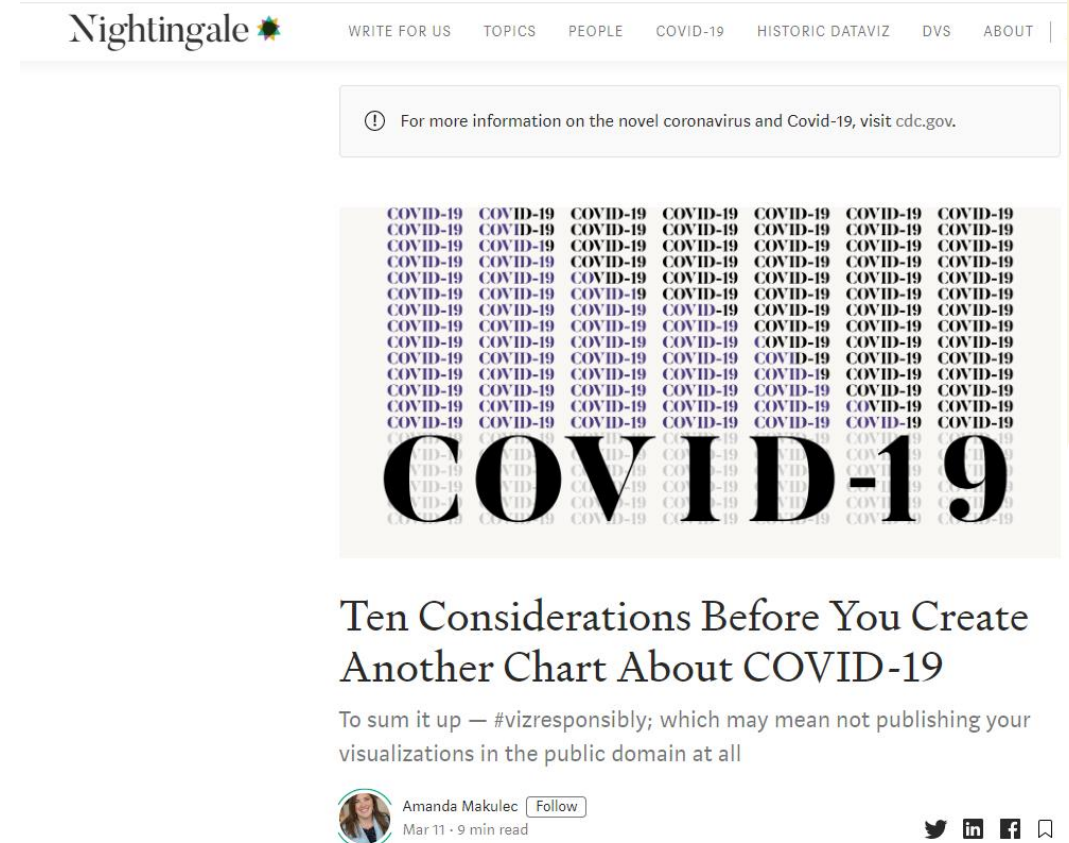 Nightingale
WRITE FOR US TOPICS PEOPLE COVID-19 HISTORIC DATAVIZ DVS ABOUT
For more information on the novel coronavirus and Covid-19, visit cdc.gov.
COVID-19 COVID-19 COVID-19 COVID-19 COVID-19 COVID-19 COVID-19
COVID-19 COVID-19 COVID-19 COVID-19 COVID-19 COVID-19 COVID-19
COVID-19 COVID-19 COVID-19 COVID-19 COVID-19 COVID-19 COVID-19
COVID-19 COVID-19 COVID-19 COVID-19 COVID-19 COVID-19 COVID-19
COVID-19 COVID-19 COVID-19 COVID-19 COVID-19 COVID-19 COVID-19
COVID-19 COVID-19 COVID-19 COVID-19 COVID-19 COVID-19 COVID-19
COVID-19 COVID-19 COVID-19 COVID-19 COVID-19 COVID-19 COVID-19
COVID-19 COVID-19 COVID-19 COVID-19 COVID-19 COVID-19 COVID-19
COVID-19 COVID-19 COVID-19 COVID-19 COVID-19 COVID-19 COVID-19
COVID-19 COVID-19 COVID-19 COVID-19 COVID-19 COVID-19 COVID-19
COVID-19 COVID-19 COVID-19 COVID-19 COVID-19 COVID-19 COVID-19
COVID-19 COVID-19 COVID-19 COVID-19 COVID-19 COVID-19 COVID-19
COVID-19 COVID-19 COVID-19 COVID-19 COVID-19 COVID-19 COVID-19
COVID-19 COVID-19 COVID-19 COVID-19 COVID-19 COVID-19 COVID-19
COVID-19
Ten Considerations Before You Create
Another Chart About COVID-19
To sum it up — #vizresponsibly; which may mean not publishing your
visualizations in the public domain at all
Amanda Makulec Follow
Mar 11 · 9 min read